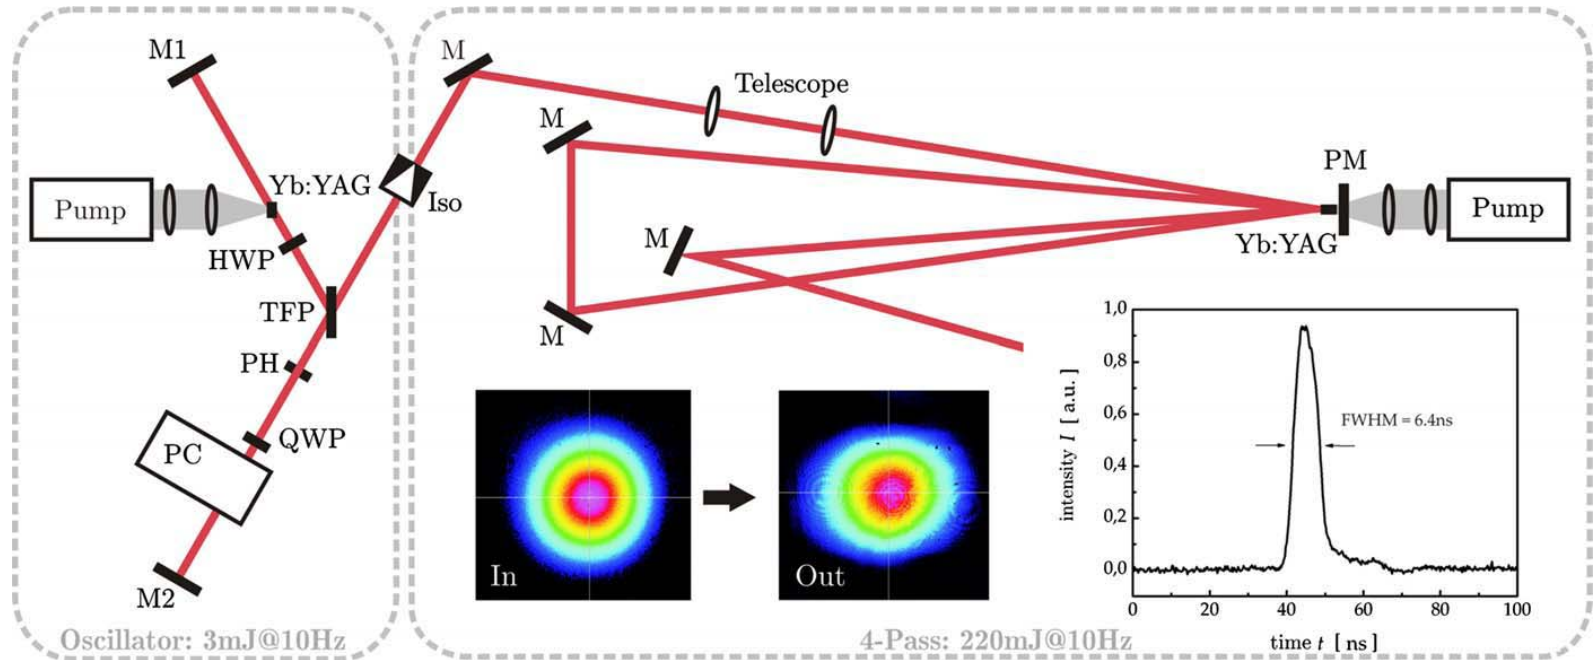 M1
M
Telescope
M
Pump
Yb:YAG
Iso
PM
Pump
HWP
M
Yb:YAG
TFP
M
PH
QWP
PC
M2
In
Out
Oscillator: 3mJ@10Hz
4-Pass: 220mJ@10Hz
intensity I [ a.u. ]
1,0
0,8
0,6
0,4
0,2
0,0
FWHM = 6.4ns
0 20 40 60 80 100
time t [ ns ]